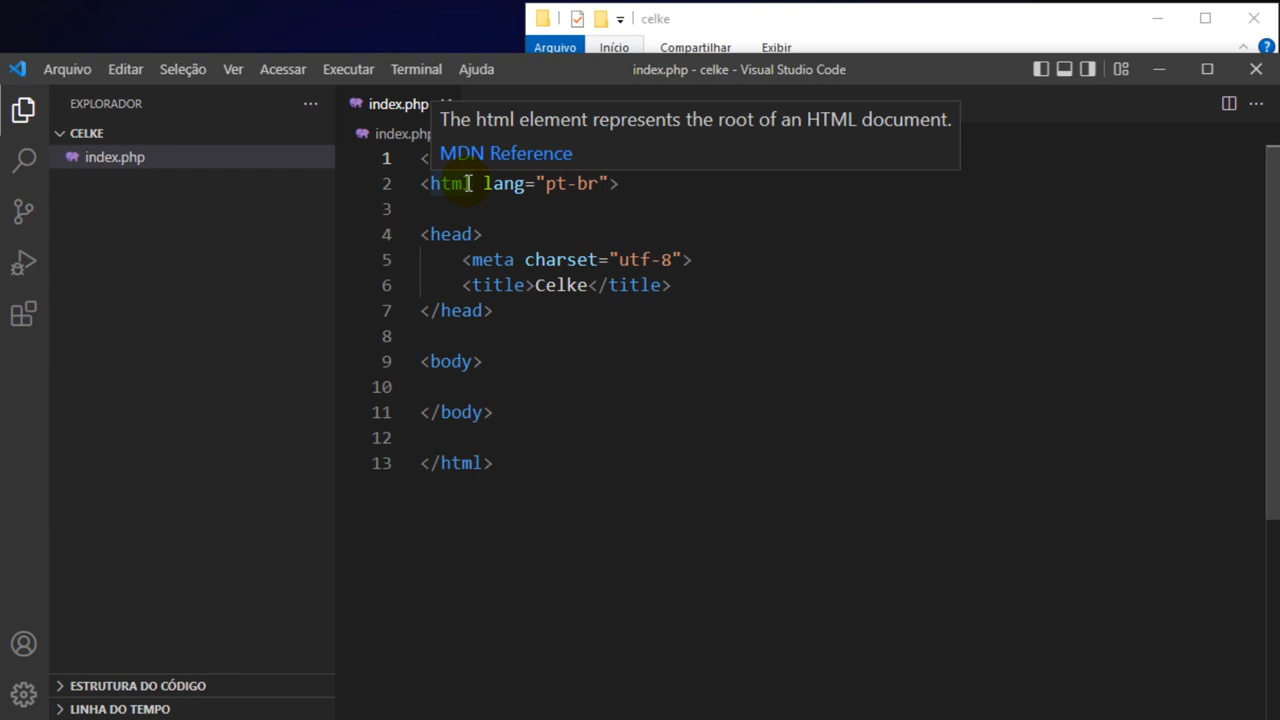 celke
Arquivo Início Compartilhar Exibir
Arquivo Editar Seleção Ver Acessar Executar Terminal Ajuda index.php - celke - Visual Studio Code
EXPLORADOR
CELKE
index.php
ESTRUTURA DO CÓDIGO
LINHA DO TEMPO
index.php
index.php
The html element represents the root of an HTML document.
MDN Reference
1 <
2 <html lang="pt-br">
3
4 <head>
5 <meta charset="utf-8">
6 <title>Celke</title>
7 </head>
8
9 <body>
10
11 </body>
12
13 </html>